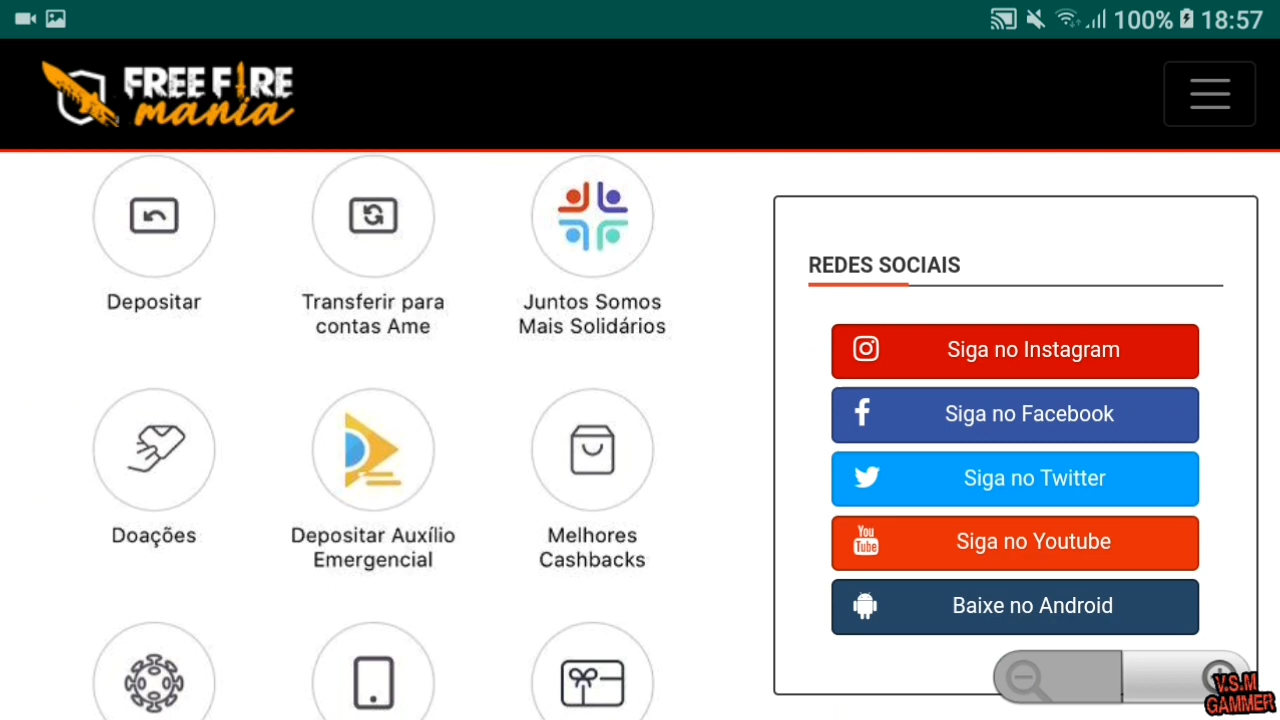 100% 18:57
FREE FIRE
mania
Depositar
Transferir para
contas Ame
Juntos Somos
Mais Solidários
Doações
Depositar Auxílio
Emergencial
Melhores
Cashbacks
REDES SOCIAIS
Siga no Instagram
Siga no Facebook
Siga no Twitter
You
Tube
Siga no Youtube
Baixe no Android
V.S.M
GAMMER